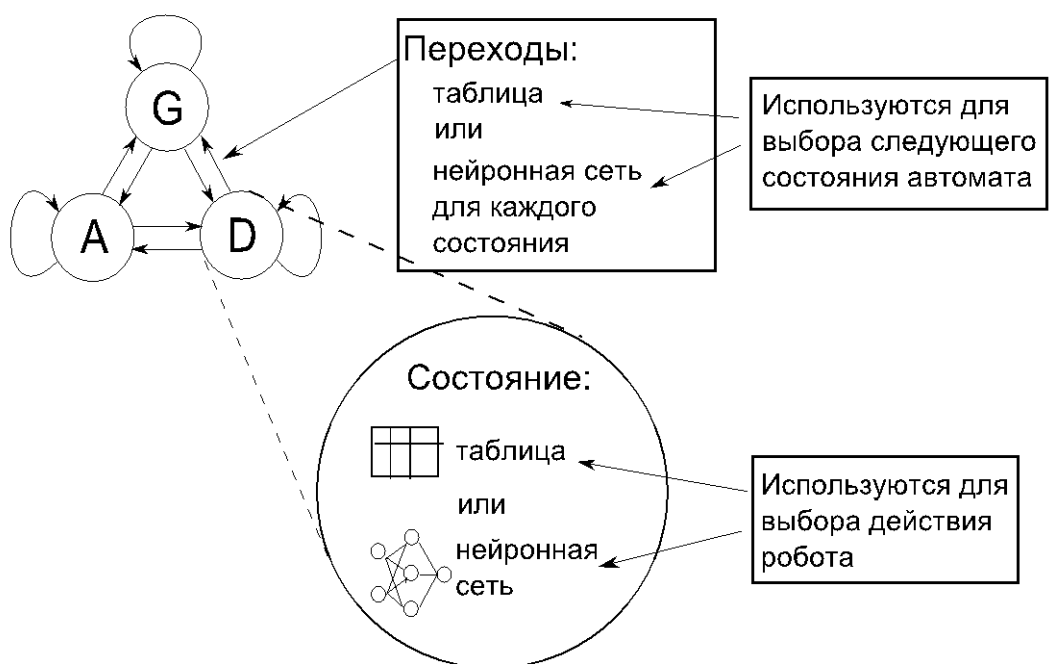 G
A
D
Переходы:
таблица
или
нейронная сеть
для каждого
состояния
Используются для
выбора следующего
состояния автомата
Состояние:
таблица
или
нейронная
сеть
Используются для
выбора действия
робота